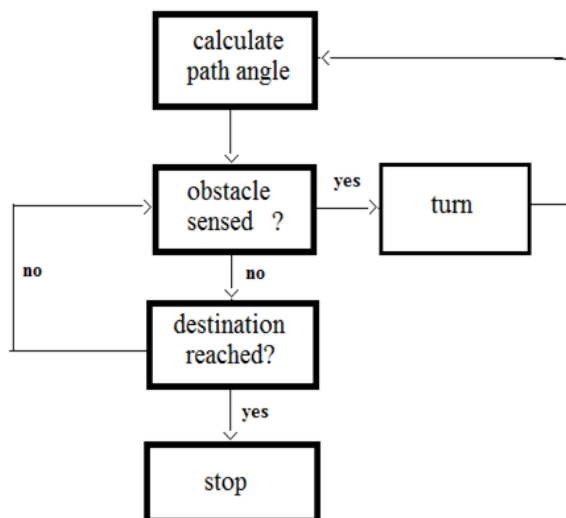 calculate
path angle
obstacle
sensed ?
yes
turn
no
no
destination
reached?
yes
stop